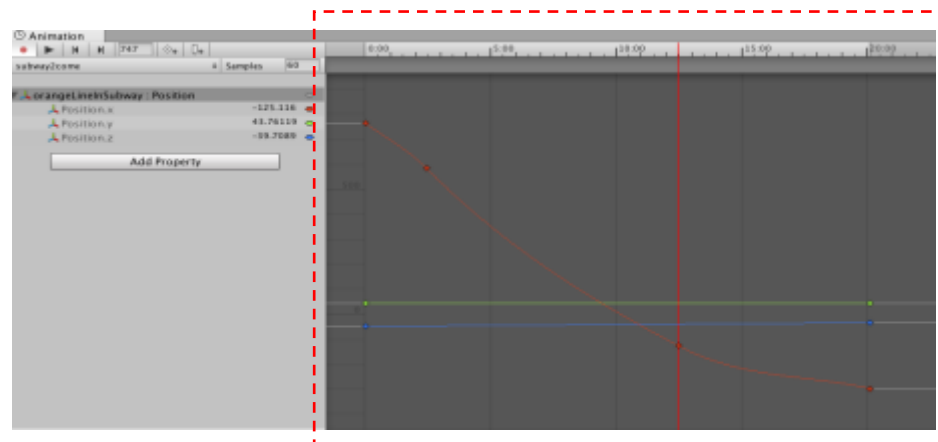 Animation
747
0:00 5:00 10:00 15:00 20:00
subway2come Samples 60
orangeLineInSubway : Position
Position.x -125.116
Position.y 43.76119
Position.z -39.7089
Add Property
0